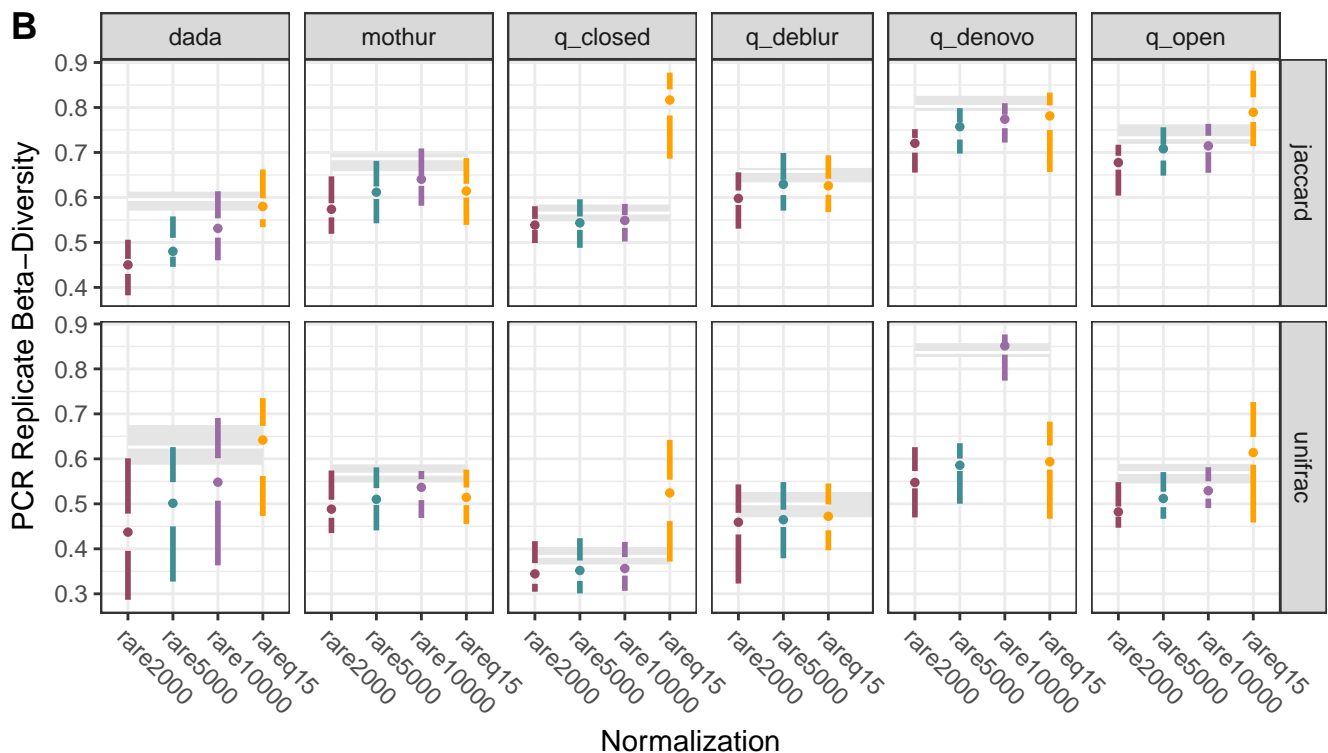 B
dada mothur q_closed q_deblur q_denovo q_open
PCR Replicate Beta−Diversity
0.9
0.8
0.7
0.6
0.5
0.4
jaccard
0.9
0.8
0.7
0.6
0.5
0.4
0.3
unifrac
rare2000 rare5000 rare10000 rareq15 rare2000 rare5000 rare10000 rareq15 rare2000 rare5000 rare10000 rareq15 rare2000 rare5000 rareq15 rare2000 rare5000 rare10000 rareq15 rare2000 rare5000 rare10000 rareq15
Normalization